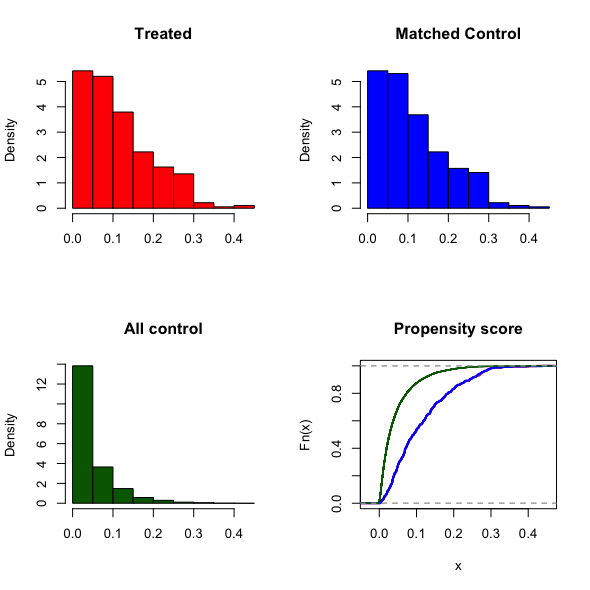 Treated
Density
0 1 2 3 4 5
0.0 0.1 0.2 0.3 0.4
Matched Control
Density
0 1 2 3 4 5
0.0 0.1 0.2 0.3 0.4
All control
Density
0 2 4 6 8 12
0.0 0.1 0.2 0.3 0.4
Propensity score
Fn(x)
0.0 0.4 0.8
0.0 0.1 0.2 0.3 0.4
x